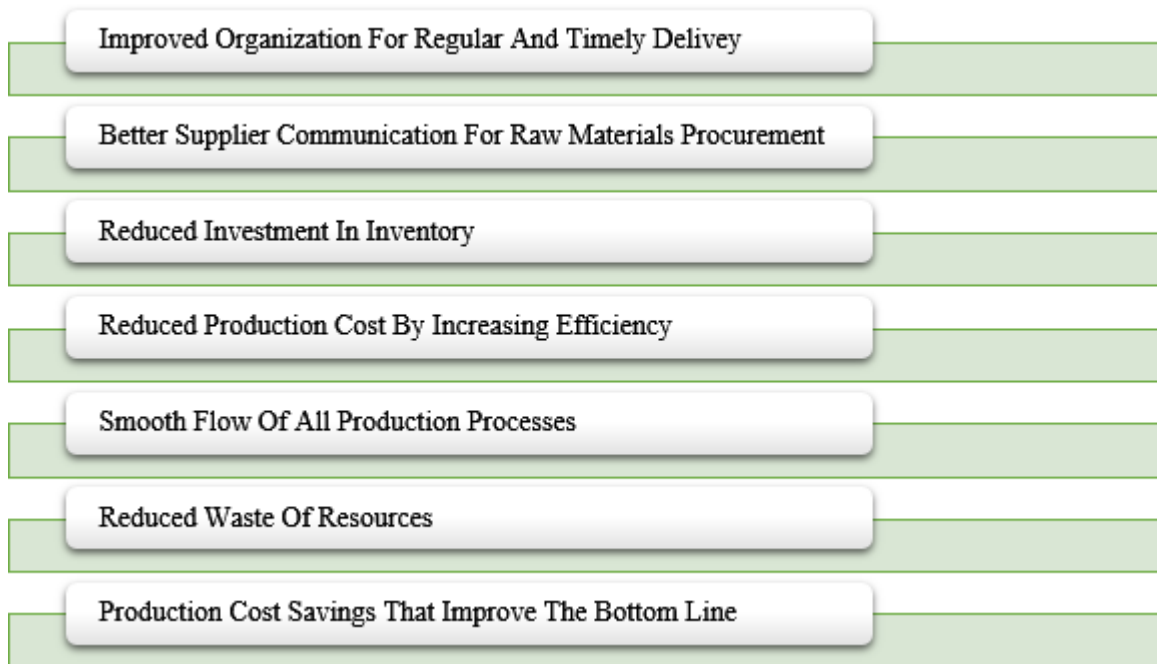 Improved Organization For Regular And Timely Delivey
Better Supplier Communication For Raw Materials Procurement
Reduced Investment In Inventory
Reduced Production Cost By Increasing Efficiency
Smooth Flow Of All Production Processes
Reduced Waste Of Resources
Production Cost Savings That Improve The Bottom Line